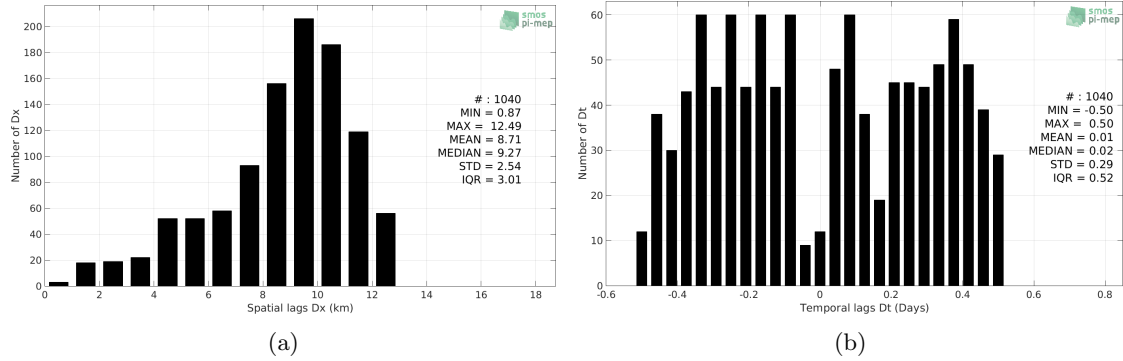 smos
pi-mep
200
180
160
140
120
100
80
60
40
20
0
Number of Dx
# : 1040
MIN = 0.87
MAX = 12.49
MEAN = 8.71
MEDIAN = 9.27
STD = 2.54
IQR = 3.01
0 2 4 6 8 10 12 14 16 18
Spatial lags Dx (km)
(a)
smos
pi-mep
60
50
40
30
20
10
0
Number of Dt
# : 1040
MIN = -0.50
MAX = 0.50
MEAN = 0.01
MEDIAN = 0.02
STD = 0.29
IQR = 0.52
-0.6 -0.4 -0.2 0 0.2 0.4 0.6 0.8
Temporal lags Dt (Days)
(b)